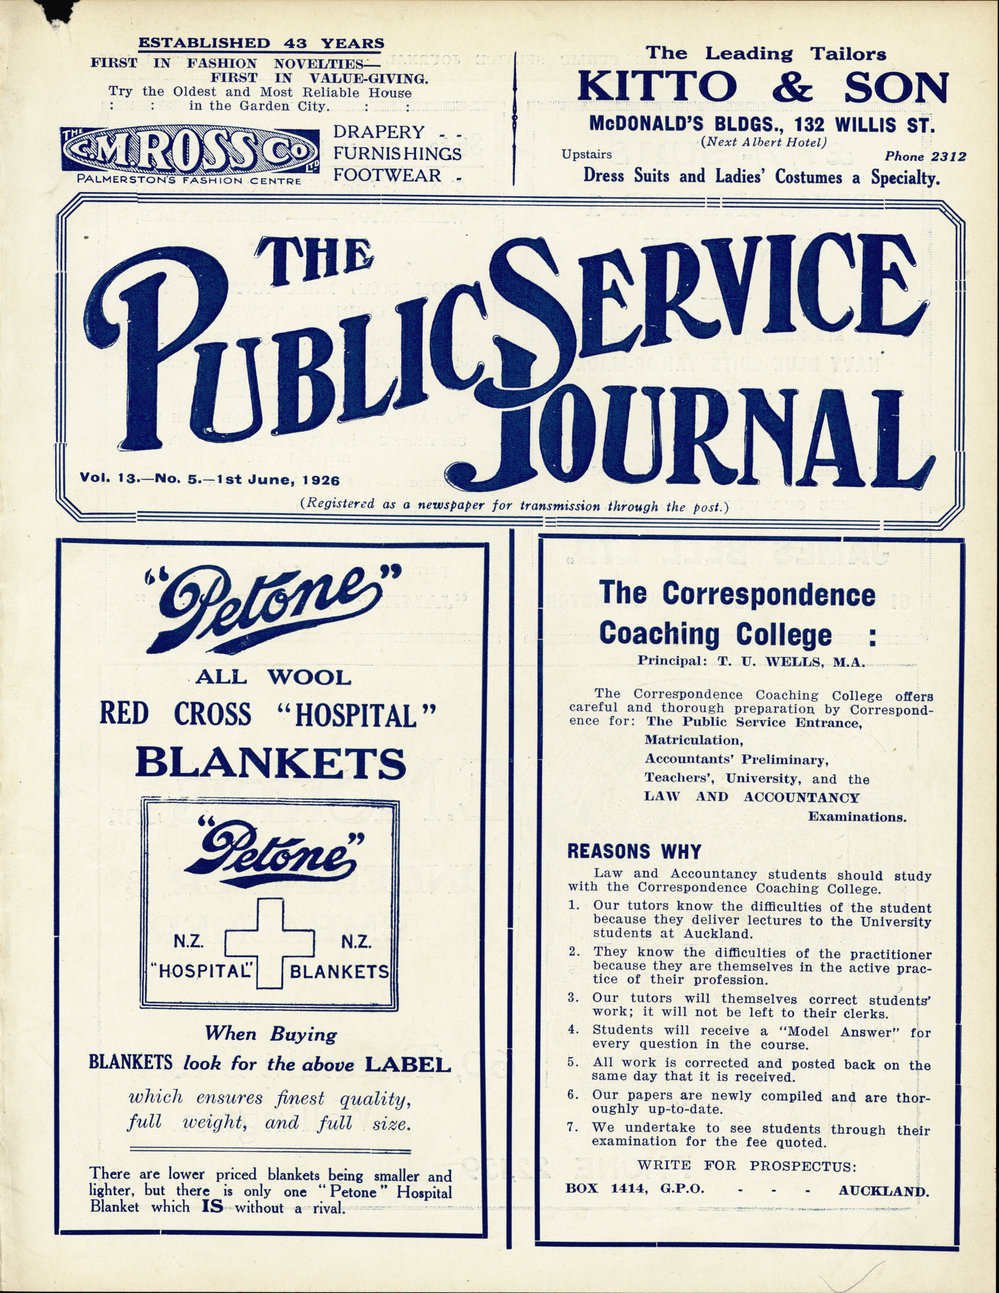 ESTABLISHED 43 YEARS
FIRST IN FASHION NOVELTIES—
FIRST IN VALUE-GIVING.
Try the Oldest and Most Reliable House
: : in the Garden City. : :
THE C.M. ROSS Co LTD
PALMERSTON'S FASHION CENTRE
DRAPERY - -
FURNISHINGS
FOOTWEAR -
The Leading Tailors
KITTO & SON
McDONALD'S BLDGS., 132 WILLIS ST.
(Next Albert Hotel)
Upstairs Phone 2312
Dress Suits and Ladies' Costumes a Specialty.
THE
PUBLIC SERVICE
JOURNAL
Vol. 13.—No. 5.—1st June, 1926
(Registered as a newspaper for transmission through the post.)
"Petone"
ALL WOOL
RED CROSS "HOSPITAL"
BLANKETS
"Petone"
N.Z. N.Z.
"HOSPITAL" BLANKETS
When Buying
BLANKETS look for the above LABEL
which ensures finest quality,
full weight, and full size.
There are lower priced blankets being smaller and
lighter, but there is only one "Petone" Hospital
Blanket which IS without a rival.
The Correspondence
Coaching College :
Principal: T. U. WELLS, M.A.
The Correspondence Coaching College offers
careful and thorough preparation by Correspond-
ence for: The Public Service Entrance,
Matriculation,
Accountants' Preliminary,
Teachers', University, and the
LAW AND ACCOUNTANCY
Examinations.
REASONS WHY
Law and Accountancy students should study
with the Correspondence Coaching College.
1. Our tutors know the difficulties of the student
because they deliver lectures to the University
students at Auckland.
2. They know the difficulties of the practitioner
because they are themselves in the active prac-
tice of their profession.
3. Our tutors will themselves correct students'
work; it will not be left to their clerks.
4. Students will receive a "Model Answer" for
every question in the course.
5. All work is corrected and posted back on the
same day that it is received.
6. Our papers are newly compiled and are thor-
oughly up-to-date.
7. We undertake to see students through their
examination for the fee quoted.
WRITE FOR PROSPECTUS:
BOX 1414, G.P.O. - - - AUCKLAND.